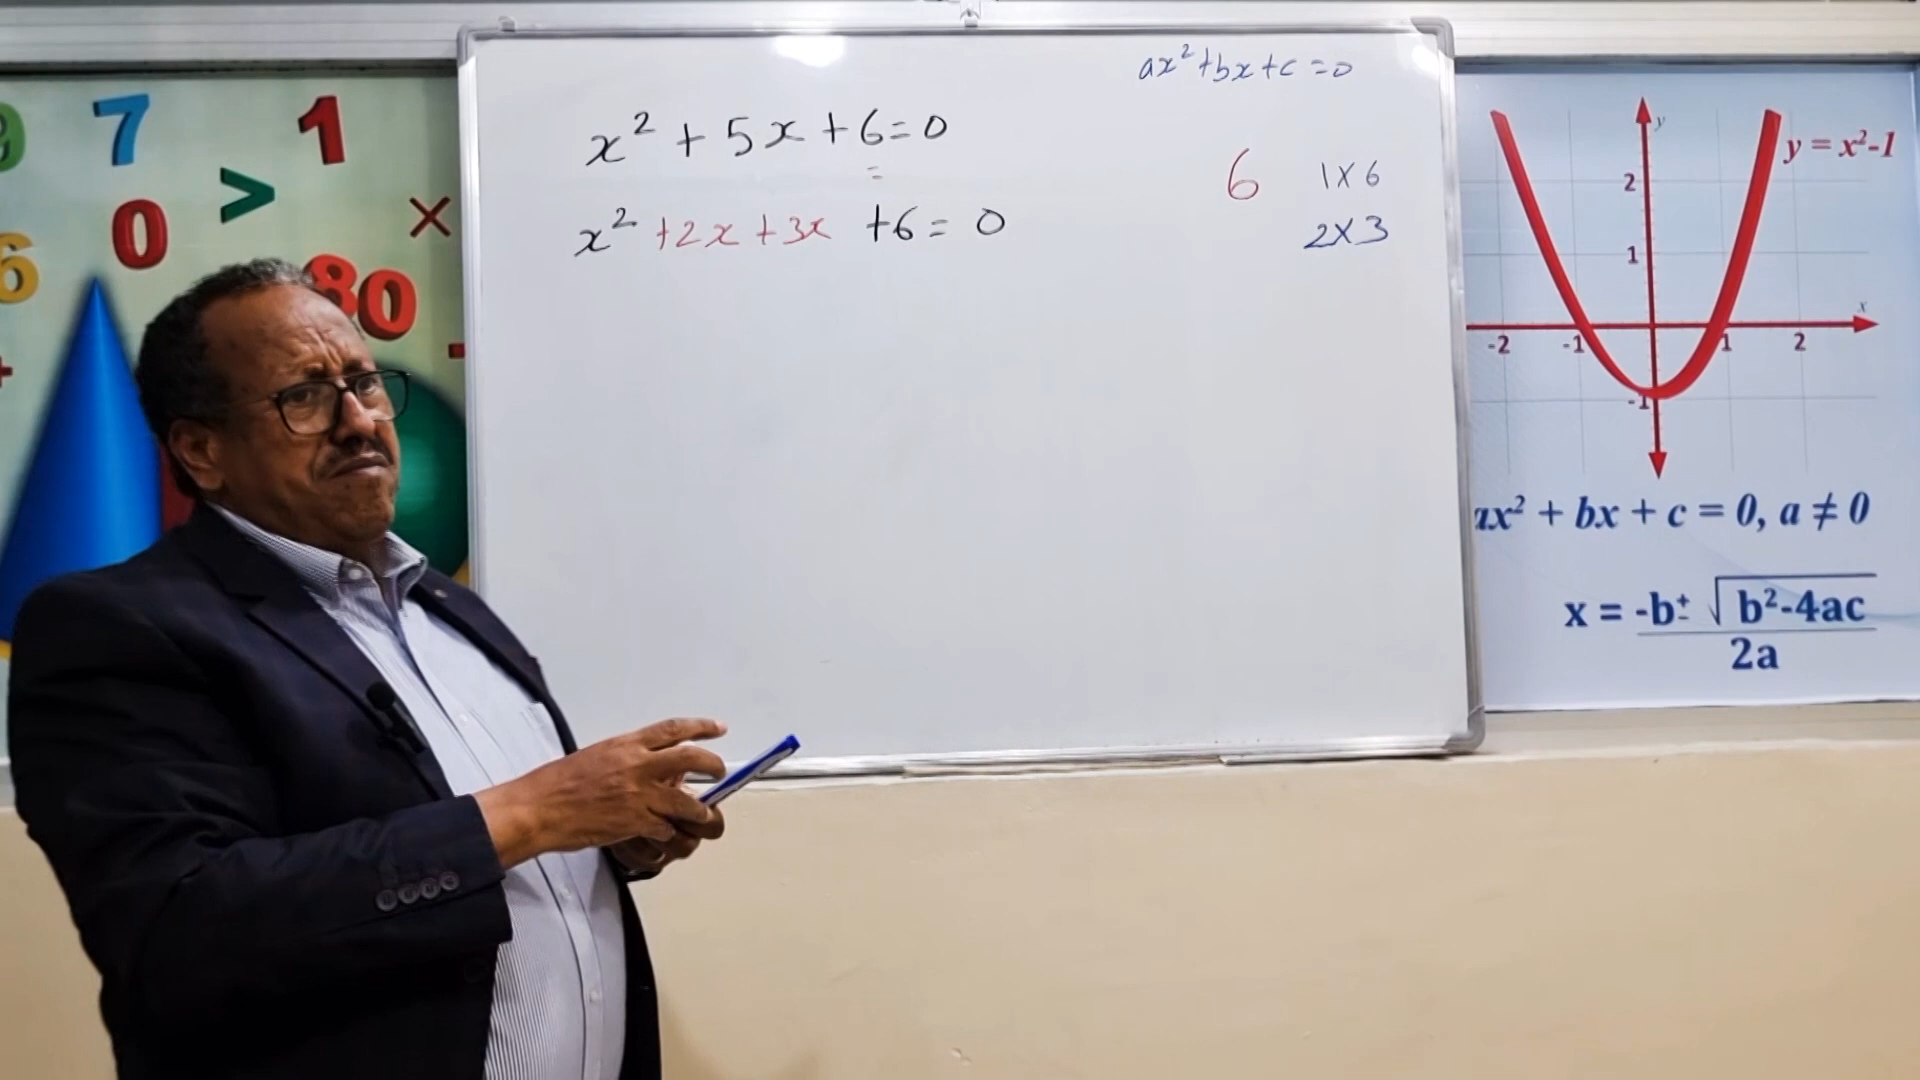 9 7 1
0 > ×
6 80
+ -
ax²+bx+c=0
x² + 5x + 6 = 0
=
x² +2x +3x +6 = 0
6 1×6
2×3
y
y = x²-1
2
1
x
-2 -1 1 2
-1
ax² + bx + c = 0, a ≠ 0
x = -b± √b²-4ac
2a